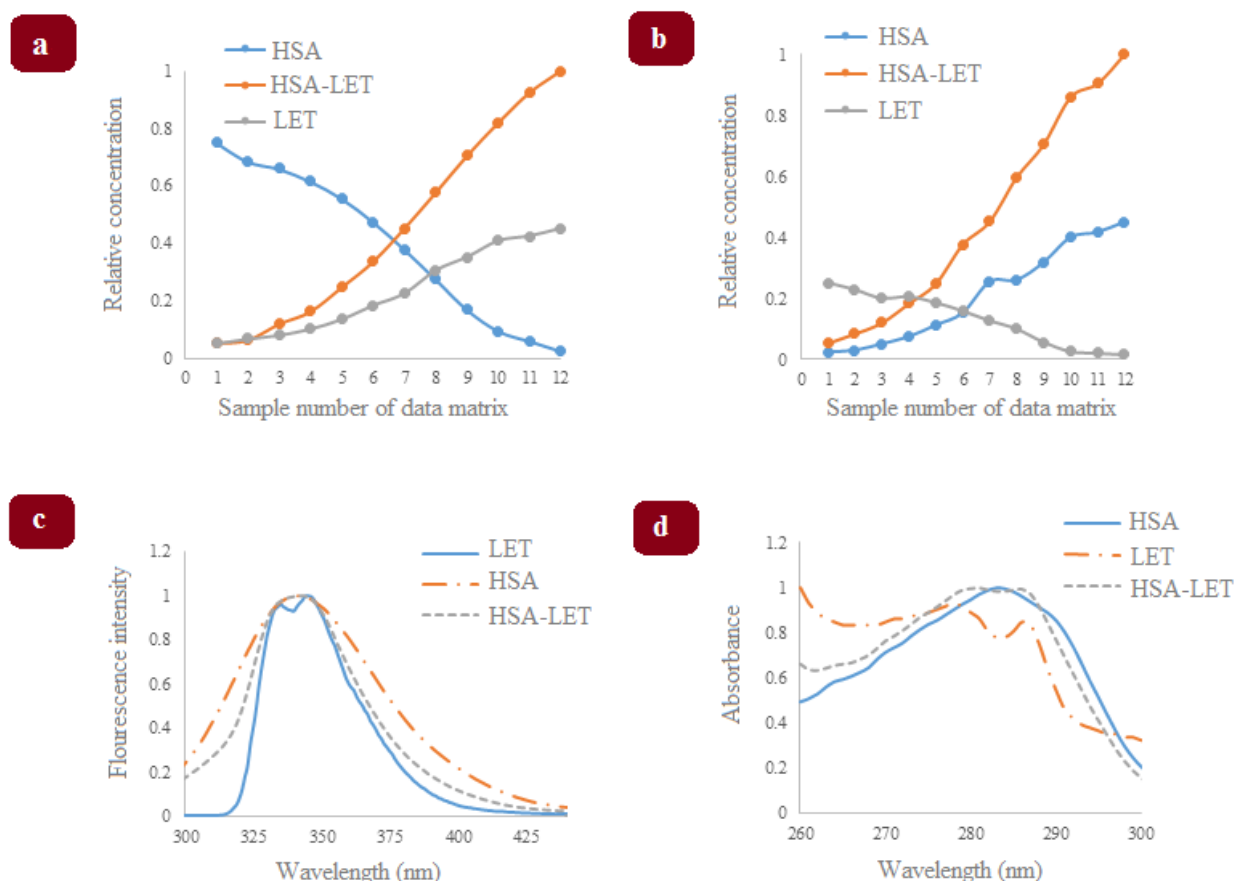 a
HSA
HSA-LET
LET
1
0.8
0.6
0.4
0.2
0
Relative concentration
0 1 2 3 4 5 6 7 8 9 10 11 12
Sample number of data matrix
b
HSA
HSA-LET
LET
1
0.8
0.6
0.4
0.2
0
Relative concentration
0 1 2 3 4 5 6 7 8 9 10 11 12
Sample number of data matrix
c
LET
HSA
HSA-LET
1.2
1
0.8
0.6
0.4
0.2
0
Flourescence intensity
300 325 350 375 400 425
Wavelength (nm)
d
HSA
LET
HSA-LET
1.2
1
0.8
0.6
0.4
0.2
0
Absorbance
260 270 280 290 300
Wavelength (nm)